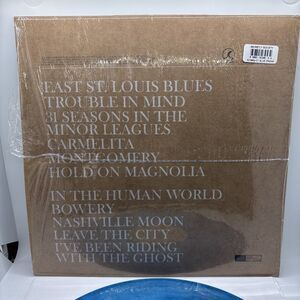 EAST ST. LOUIS BLUES
TROUBLE IN MIND
31 SEASONS IN THE
MINOR LEAGUES
CARMELITA
MONTGOMERY
HOLD ON MAGNOLIA
IN THE HUMAN WORLD
BOWERY
NASHVILLE MOON
LEAVE THE CITY
I'VE BEEN RIDING
WITH THE GHOST